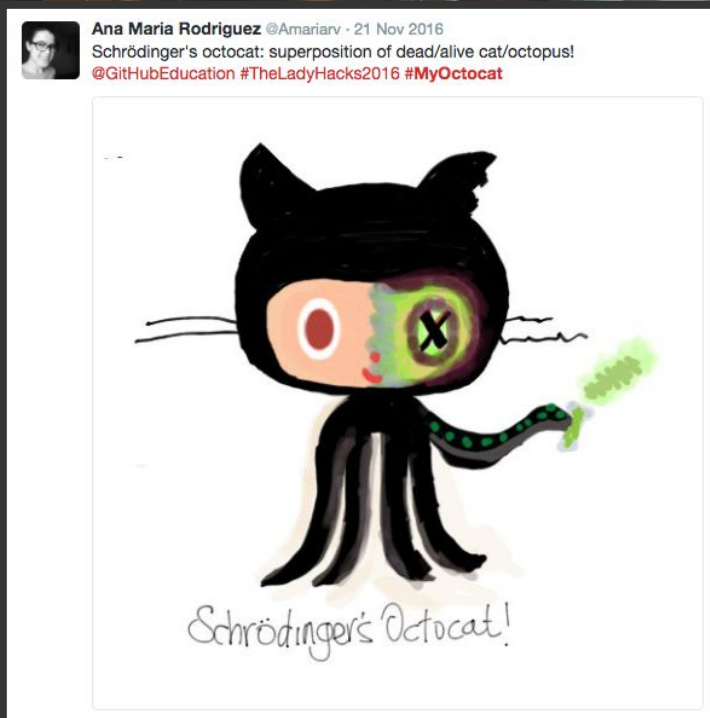 Ana Maria Rodriguez @Amariarv · 21 Nov 2016
Schrödinger's octocat: superposition of dead/alive cat/octopus!
@GitHubEducation #TheLadyHacks2016 #MyOctocat
Schrödinger's Octocat!